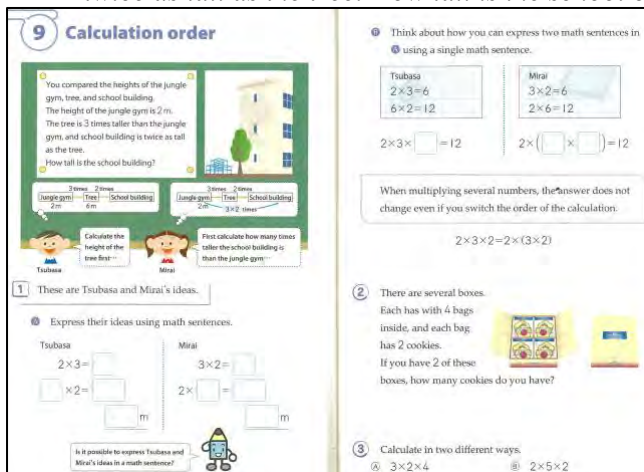 9 Calculation order
You compared the heights of the jungle
gym, tree, and school building.
The height of the jungle gym is 2m.
The tree is 3 times taller than the jungle
gym, and school building is twice as tall
as the tree.
How tall is the school building?
3 times 2 times
Jungle gym Tree School building
2m 6m
3 times 2 times
Jungle gym Tree School building
2m 3×2 times
Calculate the
height of the
tree first…
Tsubasa
First calculate how many times
taller the school building is
than the jungle gym…
Mirai
1 These are Tsubasa and Mirai's ideas.
Ⓐ Express their ideas using math sentences.
Tsubasa
2×3=
×2=
m
Mirai
3×2=
2× =
m
Is it possible to express Tsubasa and
Mirai's ideas in a math sentence?
Ⓑ Think about how you can express two math sentences in
Ⓐ using a single math sentence.
Tsubasa
2×3=6
6×2=12
Mirai
3×2=6
2×6=12
2×3× =12
2×( × )=12
When multiplying several numbers, the answer does not
change even if you switch the order of the calculation.
2×3×2=2×(3×2)
2 There are several boxes.
Each has with 4 bags
inside, and each bag
has 2 cookies.
If you have 2 of these
boxes, how many cookies do you have?
3 Calculate in two different ways.
Ⓐ 3×2×4 Ⓑ 2×5×2